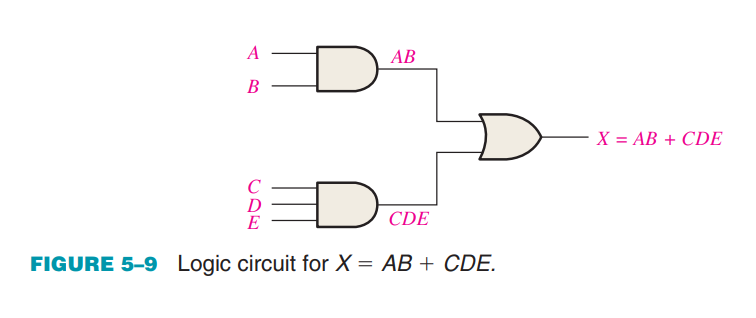 A
AB
B
X = AB + CDE
C
D
E
CDE
FIGURE 5–9 Logic circuit for X = AB + CDE.